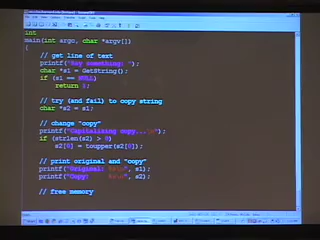 int
main(int argc, char *argv[])
{
// get line of text
printf("Say something: ");
char *s1 = GetString();
if (s1 == NULL)
return 1;
// try (and fail) to copy string
char *s2 = s1;
// change "copy"
printf("Capitalizing copy...\n");
if (strlen(s2) > 0)
s2[0] = toupper(s2[0]);
// print original and "copy"
printf("Original: %s\n", s1);
printf("Copy: %s\n", s2);
// free memory